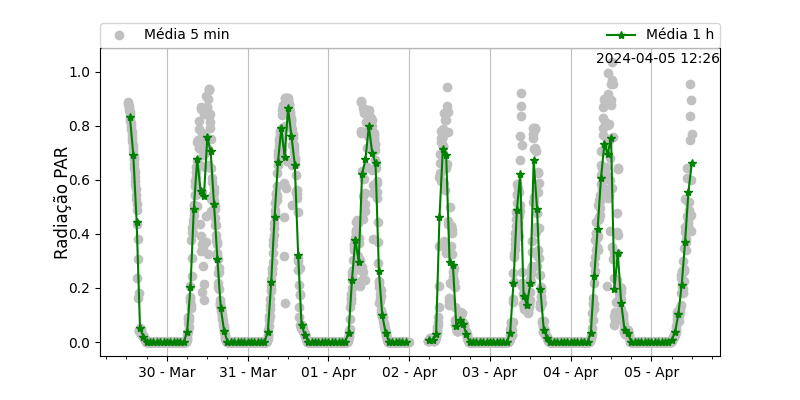 Média 5 min
Média 1 h
2024-04-05 12:26
Radiação PAR
1.0
0.8
0.6
0.4
0.2
0.0
30 - Mar
31 - Mar
01 - Apr
02 - Apr
03 - Apr
04 - Apr
05 - Apr